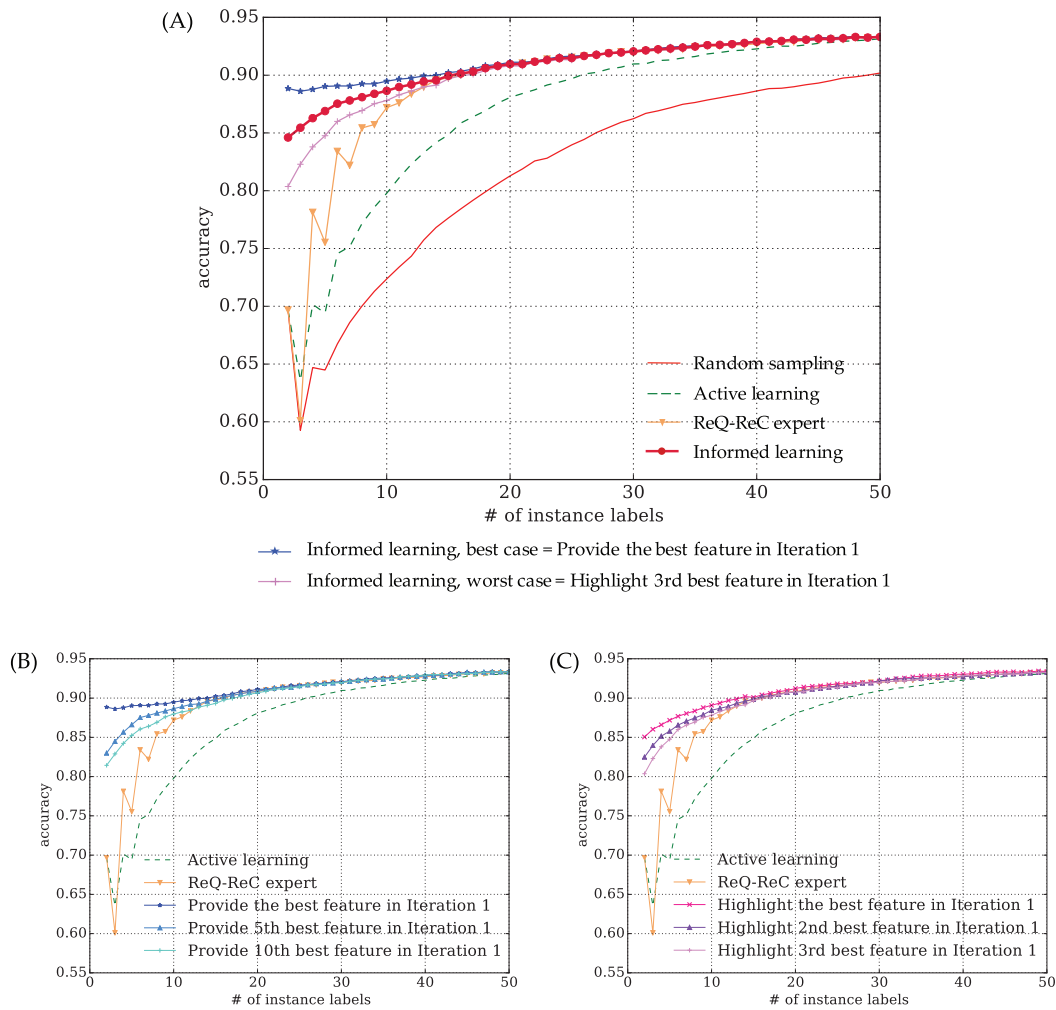 (A)
0.95
0.90
0.85
0.80
0.75
0.70
0.65
0.60
0.55
accuracy
Random sampling
Active learning
ReQ-ReC expert
Informed learning
0 10 20 30 40 50
# of instance labels
Informed learning, best case = Provide the best feature in Iteration 1
Informed learning, worst case = Highlight 3rd best feature in Iteration 1
(B)
0.95
0.90
0.85
0.80
0.75
0.70
0.65
0.60
0.55
accuracy
Active learning
ReQ-ReC expert
Provide the best feature in Iteration 1
Provide 5th best feature in Iteration 1
Provide 10th best feature in Iteration 1
0 10 20 30 40 50
# of instance labels
(C)
0.95
0.90
0.85
0.80
0.75
0.70
0.65
0.60
0.55
accuracy
Active learning
ReQ-ReC expert
Highlight the best feature in Iteration 1
Highlight 2nd best feature in Iteration 1
Highlight 3rd best feature in Iteration 1
0 10 20 30 40 50
# of instance labels